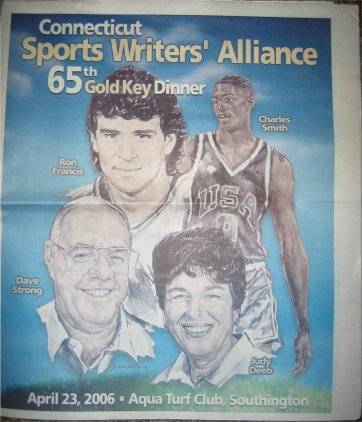 Connecticut
Sports Writers' Alliance
65th Gold Key Dinner
Charles
Smith
Ron
Francis
USA
8
Dave
Strong
Judy
Deeb
April 23, 2006 • Aqua Turf Club, Southington